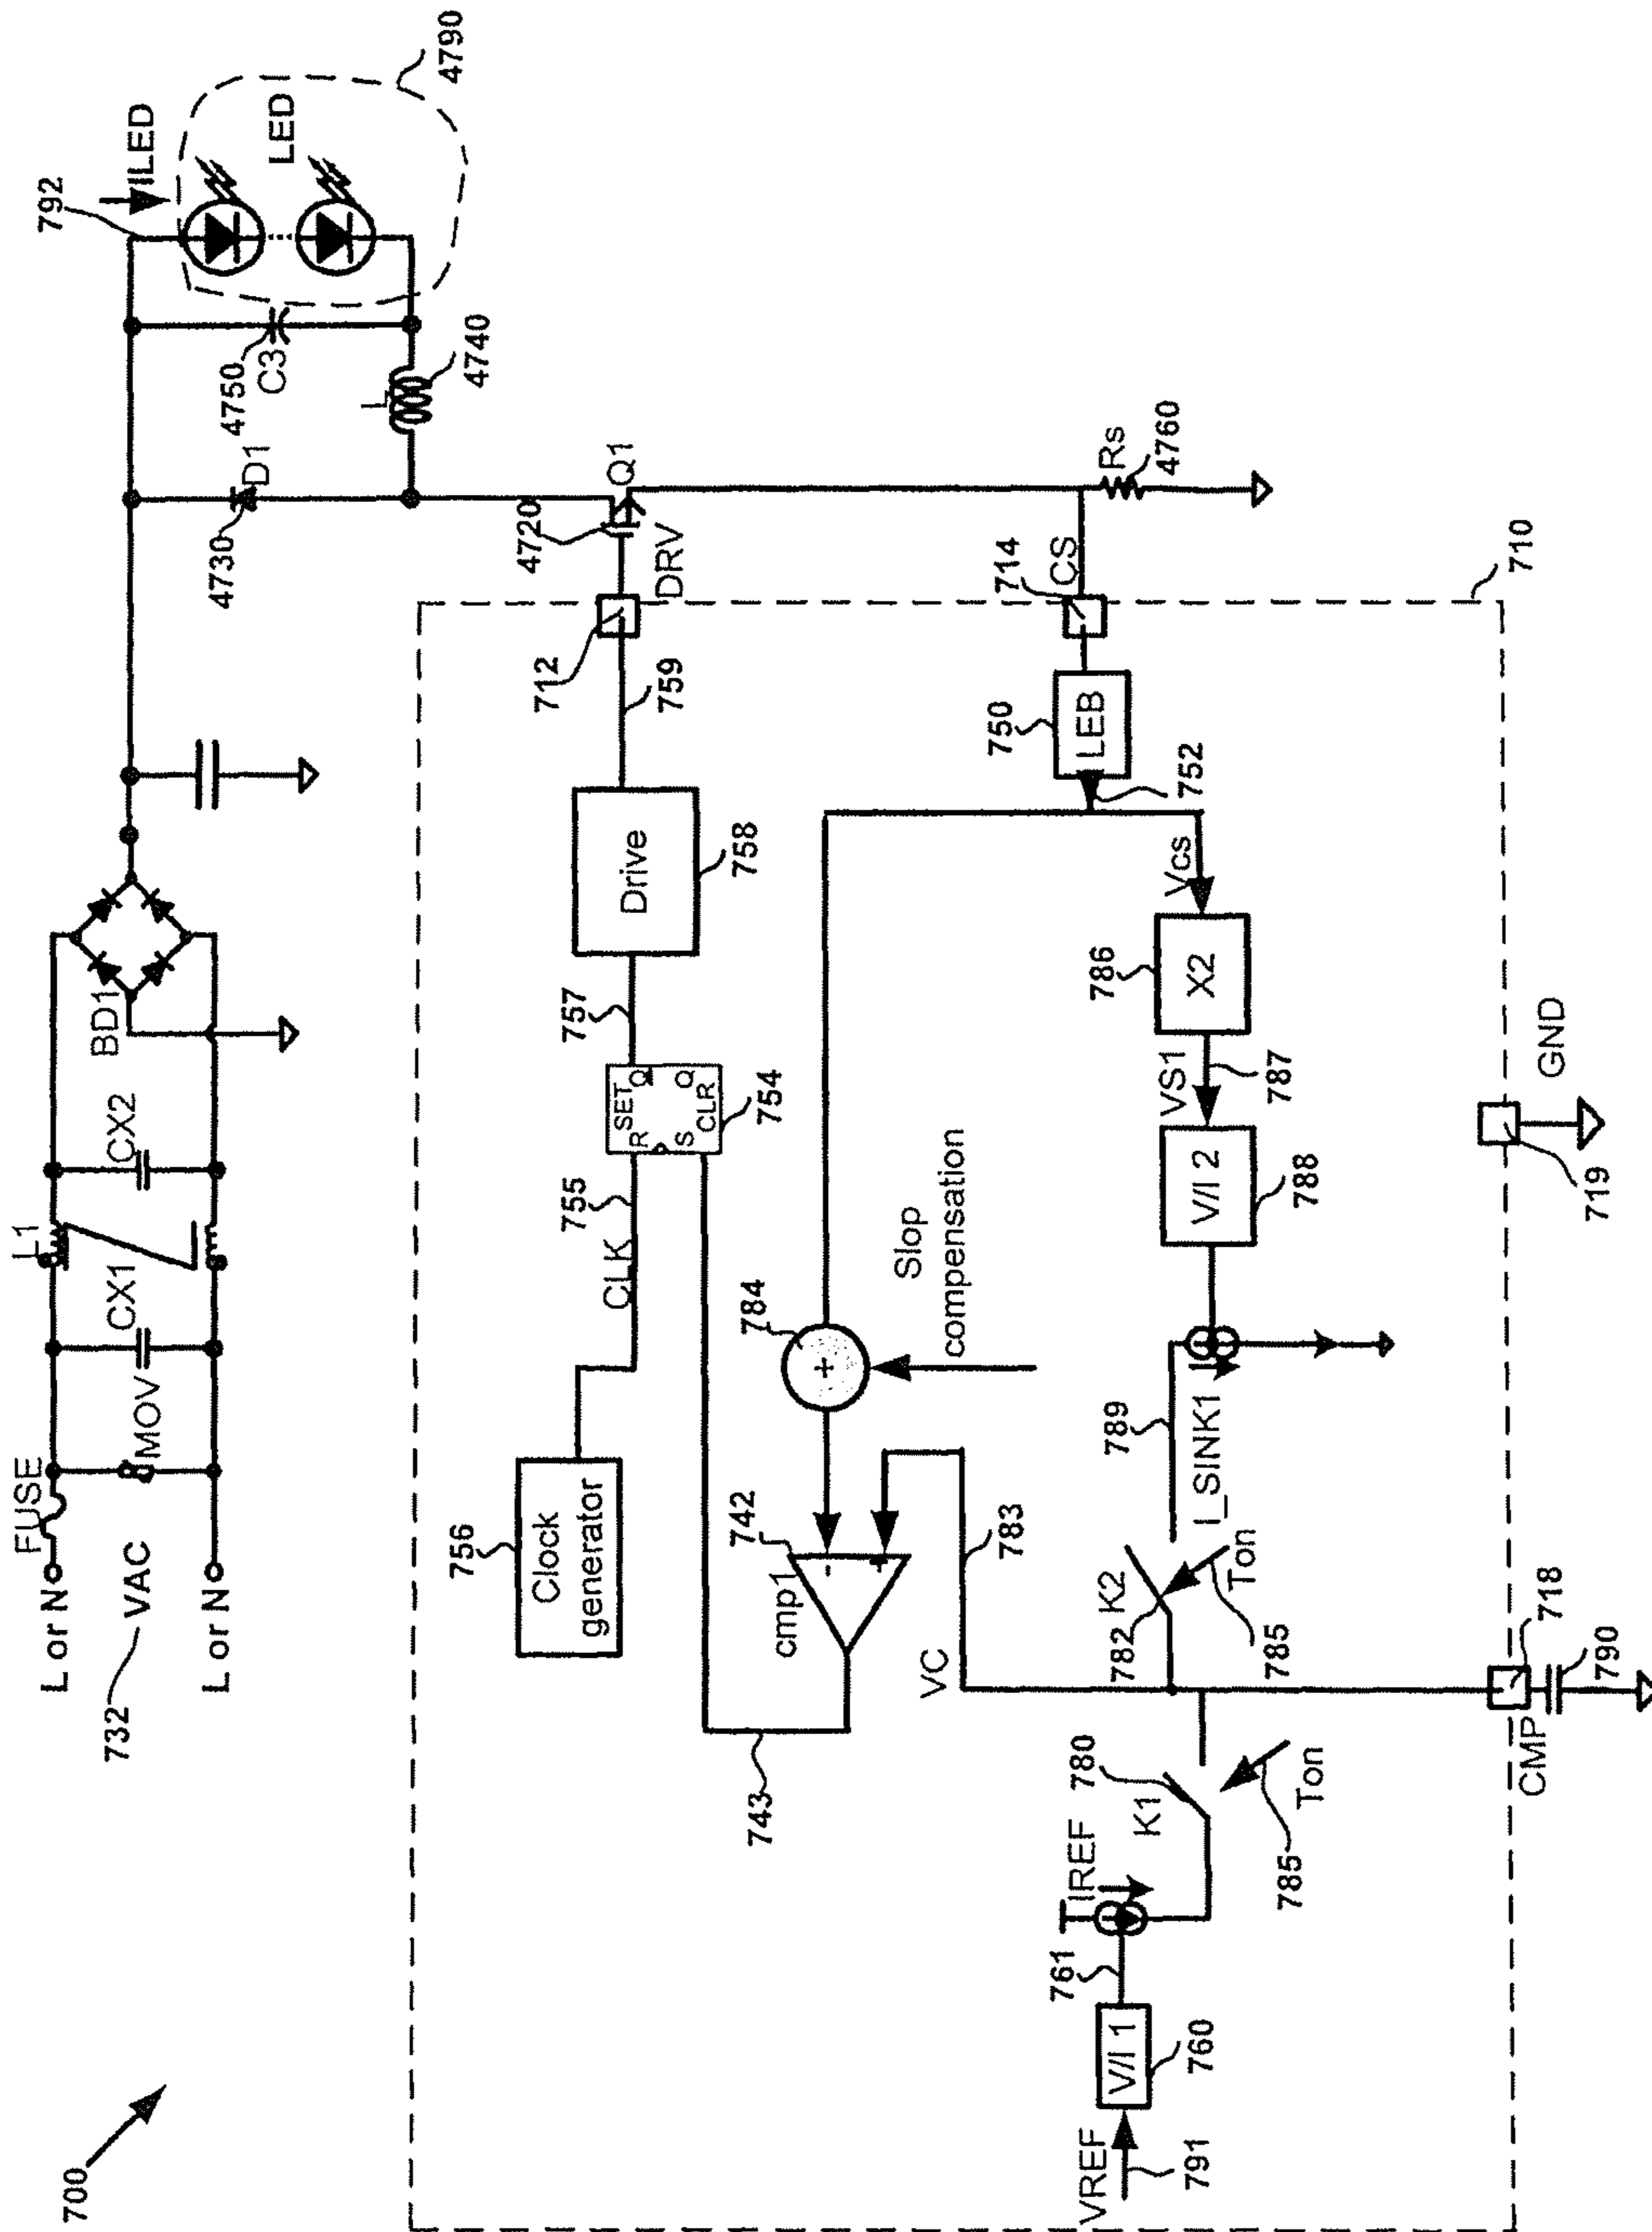 700
L or N
FUSE
732
VAC
L or N
MOV
CX1
L1
CX2
BD1
4730
D1
4750
C3
792
ILED
LED
4790
L
4740
4720
Q1
DRV
712
759
Drive
758
757
SET
R
Q
S
Q
CLR
754
755
CLK
756
Clock
generator
714
CS
Rs
4760
710
750
LEB
752
Vcs
786
X2
VS1
787
V/I 2
788
784
+
Slop
compensation
742
cmp1
-
+
743
VC
783
789
I_SINK1
K2
782
Ton
785
K1
780
Ton
785
IREF
761
V/I 1
760
VREF
791
718
CMP
790
719
GND